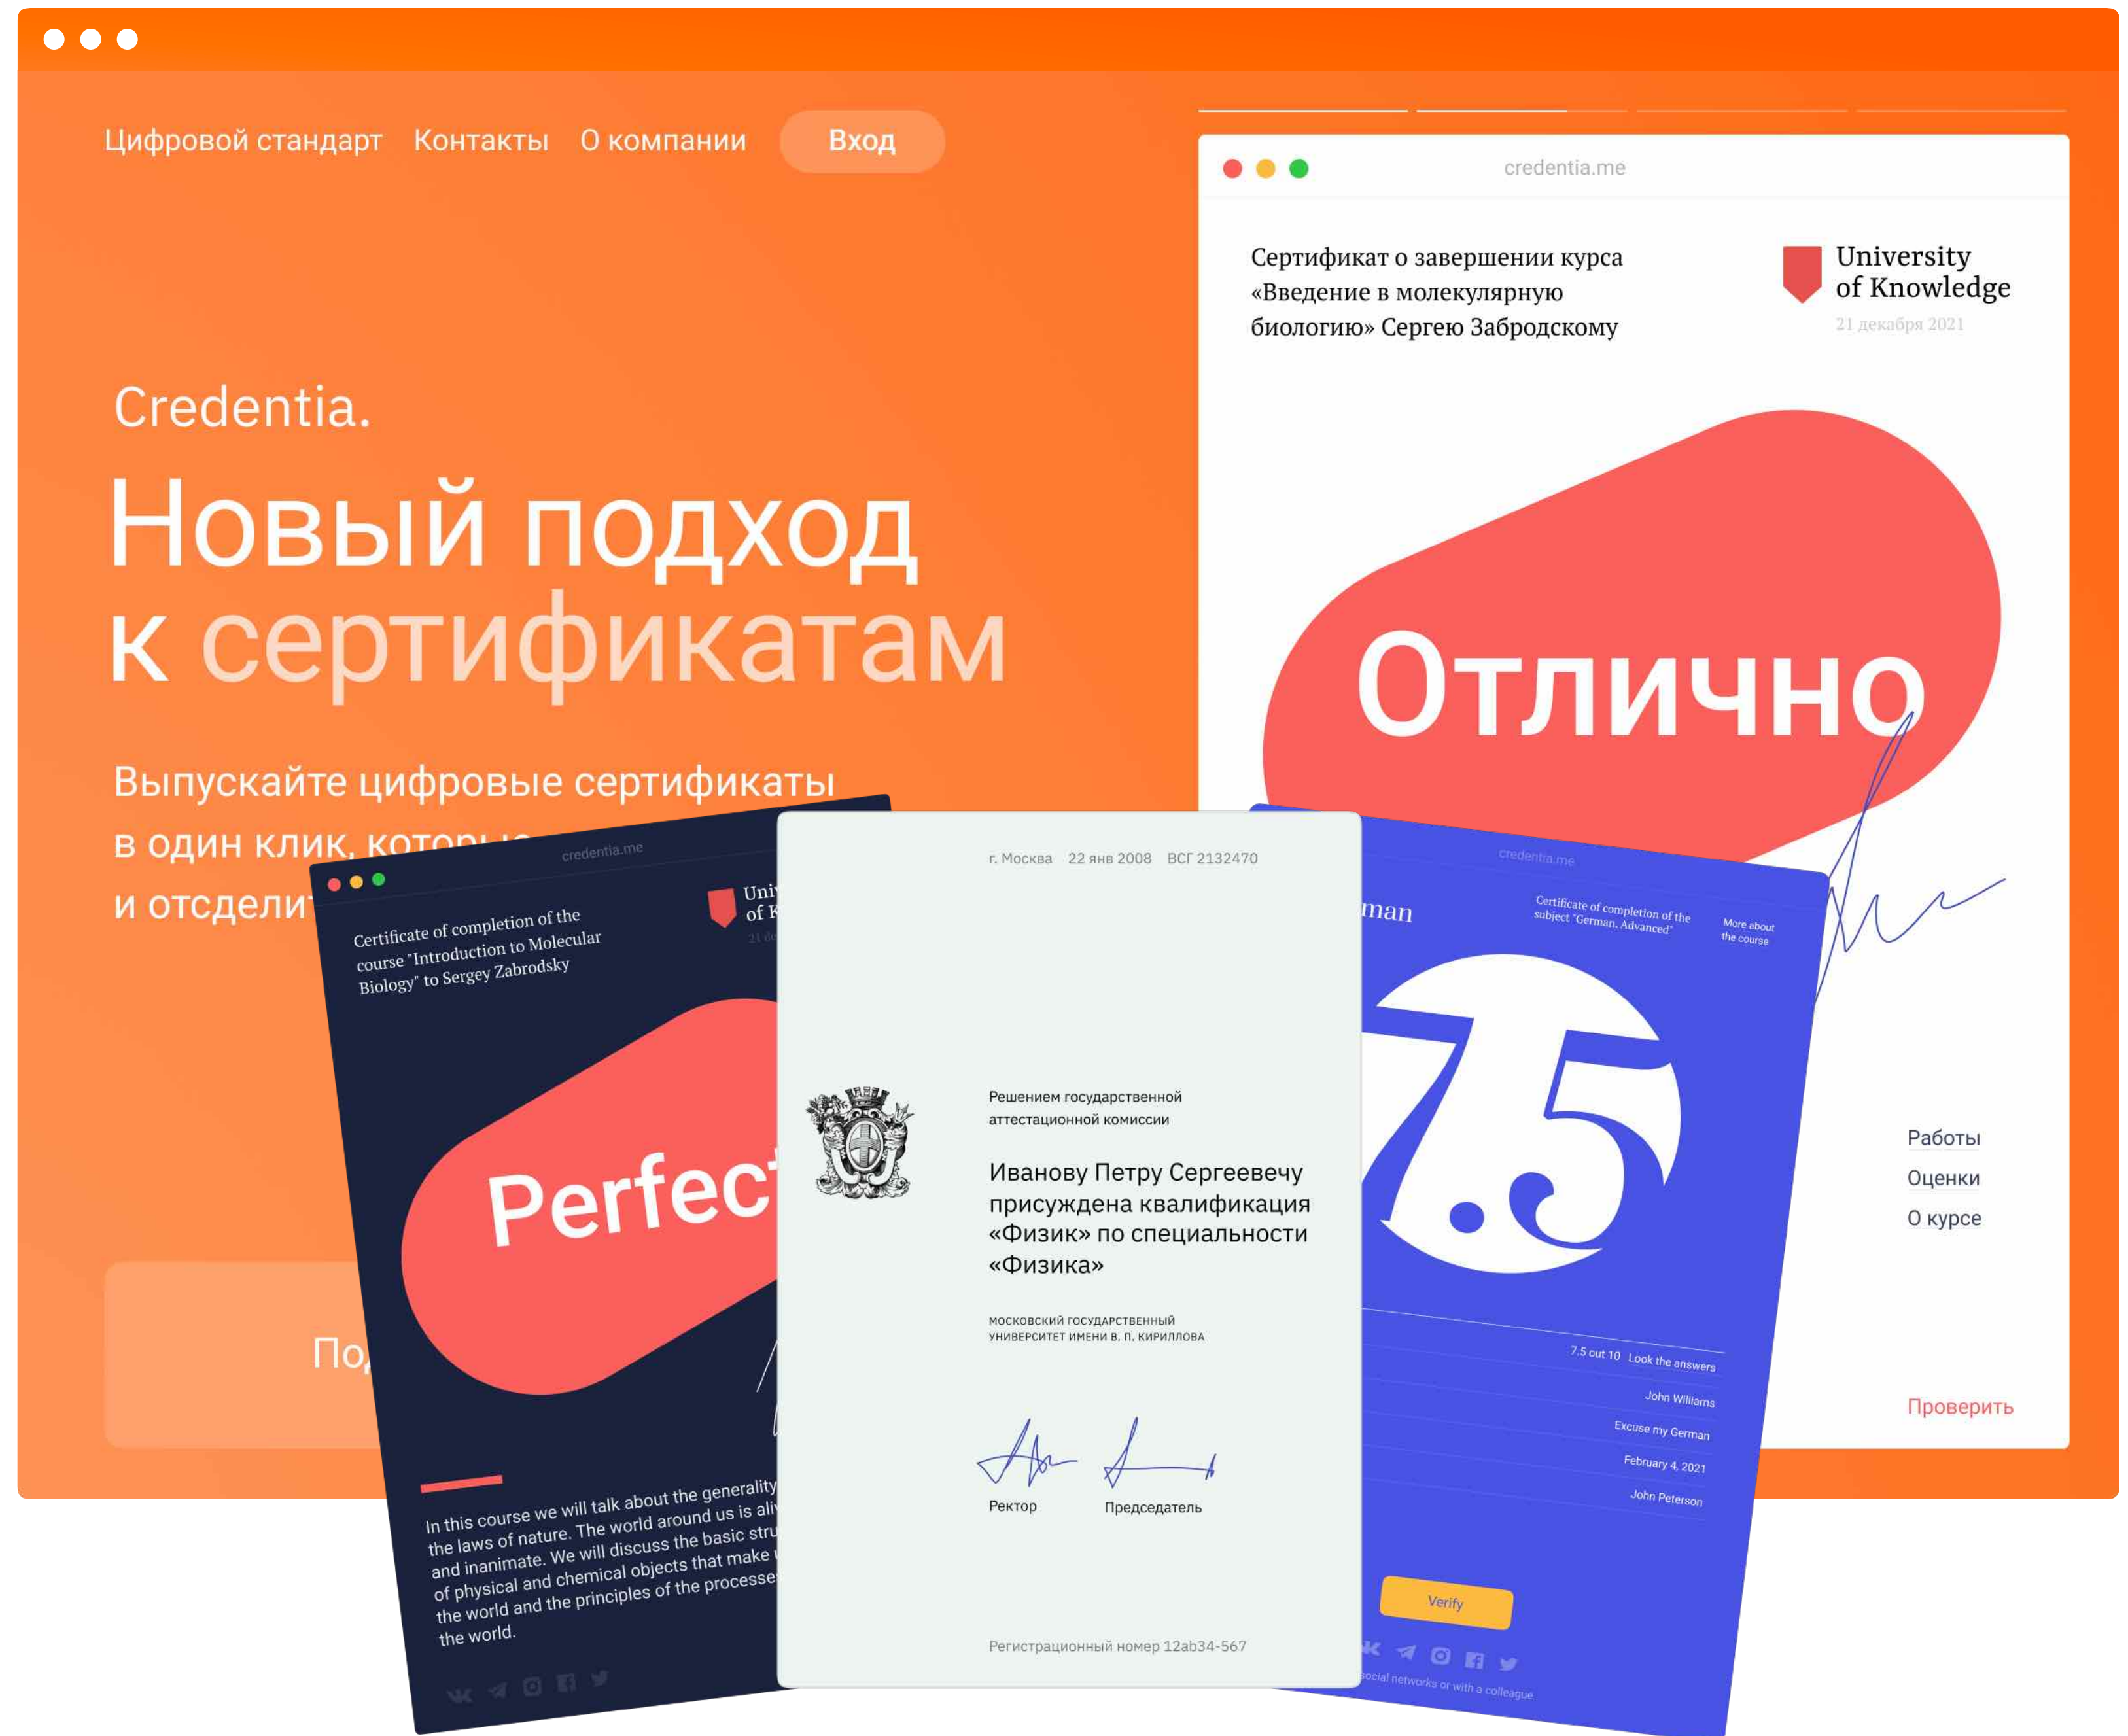 Цифровой стандарт Контакты О компании Вход
Credentia.
Новый подход
к сертификатам
Выпускайте цифровые сертификаты
в один клик,
и
credentia.me
Сертификат о завершении курса
«Введение в молекулярную
биологию» Сергею Забродскому
University
of Knowledge
21 декабря 2021
Отлично
Работы
Оценки
О курсе
Проверить
credentia.me
Certificate of completion of the
course "Introduction to Molecular
Biology" to Sergey Zabrodsky
of
Perfect
In this course we will talk about the generality
the laws of nature. The world around us is
and inanimate. We will discuss the basic
of physical and chemical objects that make
the world and the principles of the
the world.
г. Москва 22 янв 2008 ВСГ 2132470
Решением государственной
аттестационной комиссии
Иванову Петру Сергеевечу
присуждена квалификация
«Физик» по специальности
«Физика»
МОСКОВСКИЙ ГОСУДАРСТВЕННЫЙ
УНИВЕРСИТЕТ ИМЕНИ В. П. КИРИЛЛОВА
Ректор Председатель
Регистрационный номер 12ab34-567
credentia.me
Certificate of completion of the
subject "German. Advanced"
More about
the course
7.5
7.5 out 10 Look the answers
John Williams
Excuse my German
February 4, 2021
John Peterson
Verify
social networks or with a colleague